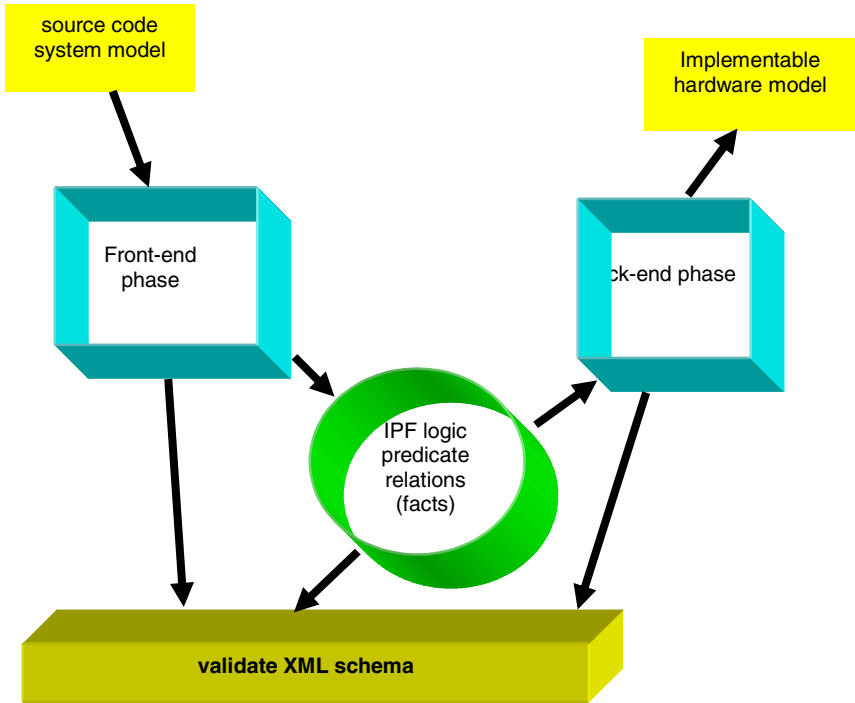 source code
system model
Implementable
hardware model
Front-end
phase
ck-end phase
IPF logic
predicate
relations
(facts)
validate XML schema